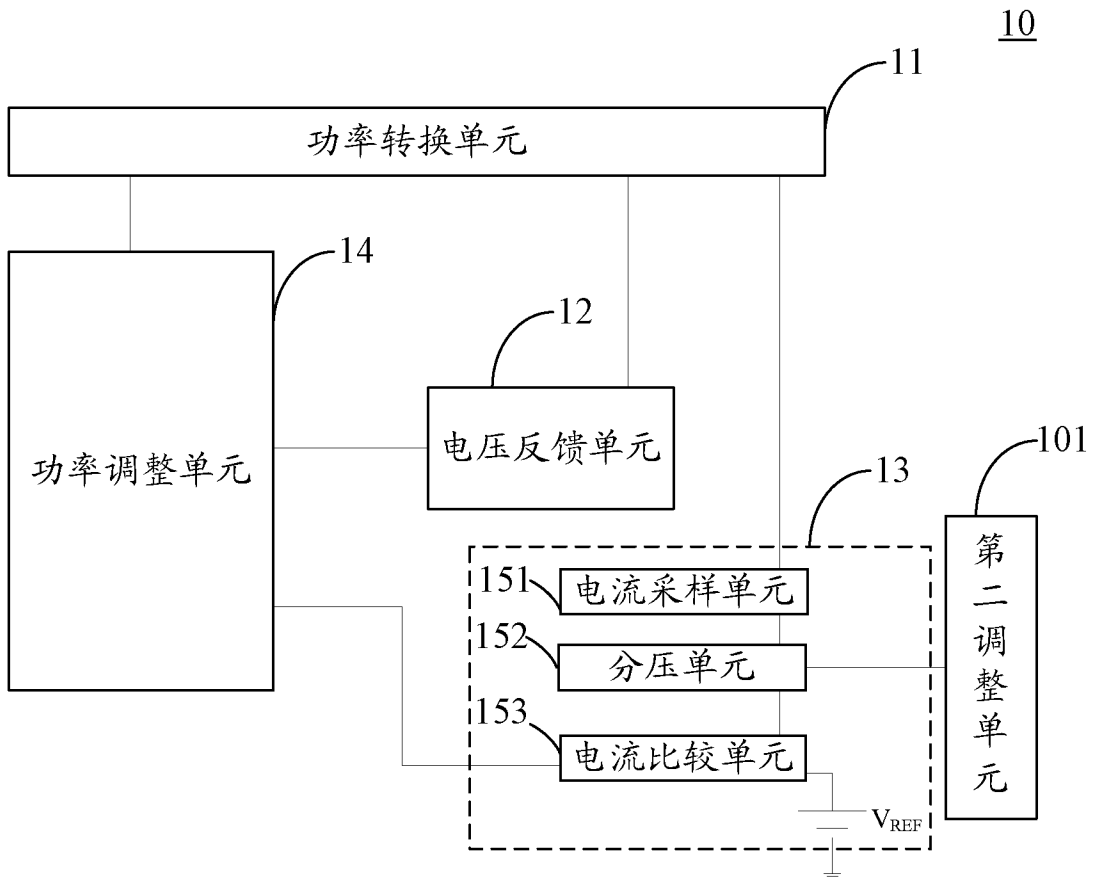 10
11
功率转换单元
14
12
功率调整单元
电压反馈单元
101
13
第二调整单元
151
电流采样单元
152
分压单元
153
电流比较单元
VREF